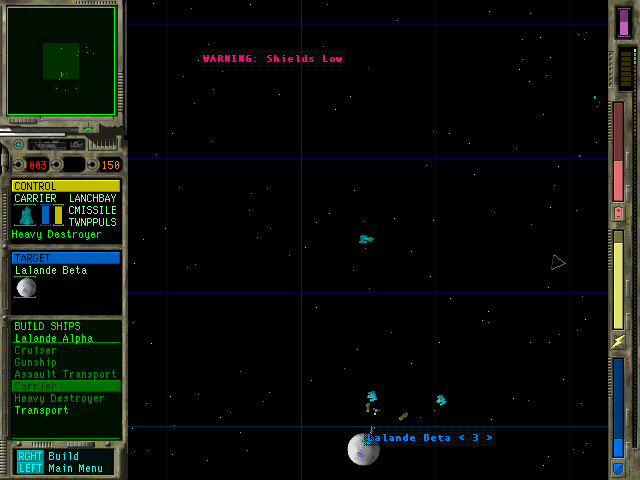 WARNING: Shields Low
003 150
CONTROL
CARRIER LANCHBAY
CMISSILE
TWNPPULS
Heavy Destroyer
TARGET
Lalande Beta
BUILD SHIPS
Lalande Alpha
Cruiser
Gunship
Assault Transport
Carrier
Heavy Destroyer
Transport
Lalande Beta < 3 >
RGHT Build
LEFT Main Menu